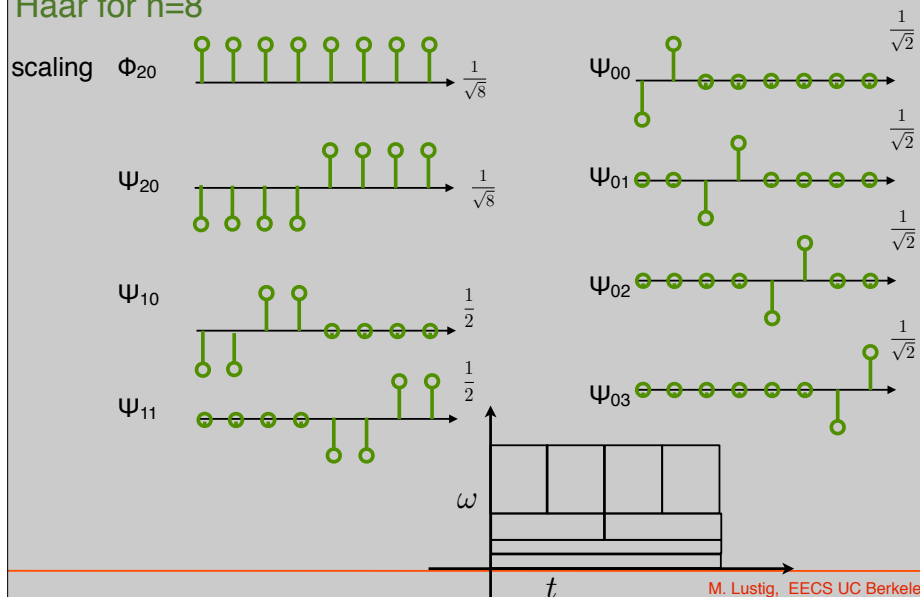 Haar for n=8
scaling Φ20
1/√8
Ψ20
1/√8
Ψ10
1/2
Ψ11
1/2
Ψ00
1/√2
Ψ01
1/√2
Ψ02
1/√2
Ψ03
1/√2
ω
t
M. Lustig, EECS UC Berkele